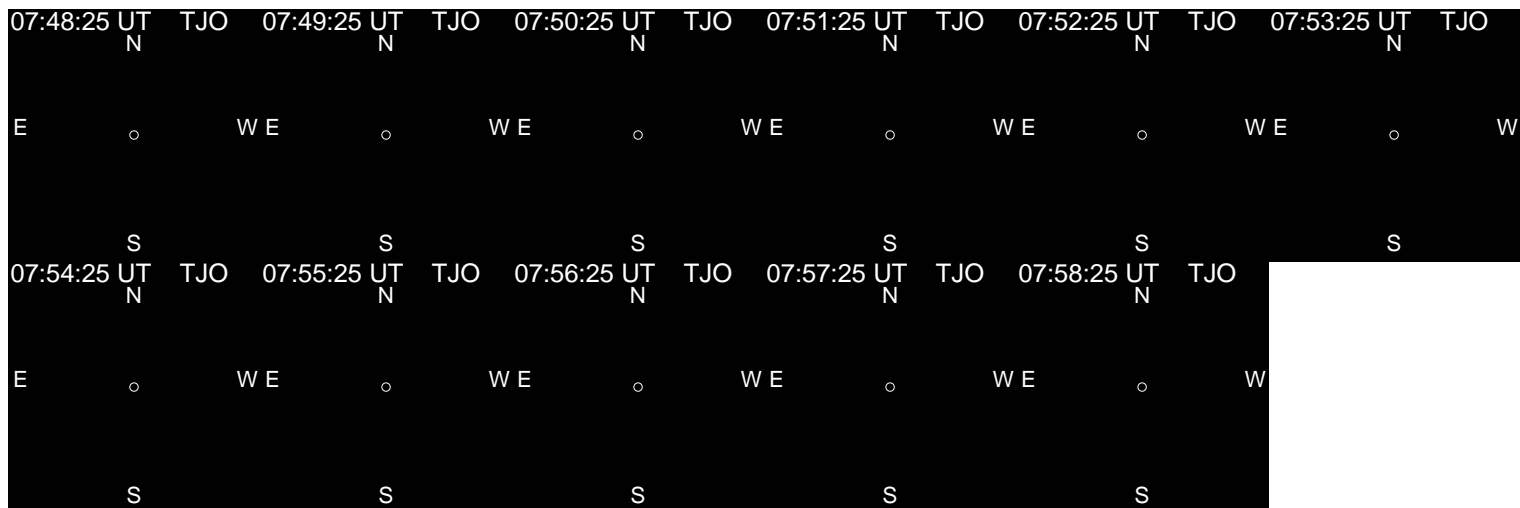 07:48:25 UT TJO 07:49:25 UT TJO 07:50:25 UT TJO 07:51:25 UT TJO 07:52:25 UT TJO 07:53:25 UT TJO
N N N N N N
E W E W E W E W E W E W
S S S S S S
07:54:25 UT TJO 07:55:25 UT TJO 07:56:25 UT TJO 07:57:25 UT TJO 07:58:25 UT TJO
N N N N N
E W E W E W E W E W
S S S S S